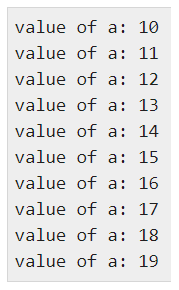 value of a: 10
value of a: 11
value of a: 12
value of a: 13
value of a: 14
value of a: 15
value of a: 16
value of a: 17
value of a: 18
value of a: 19